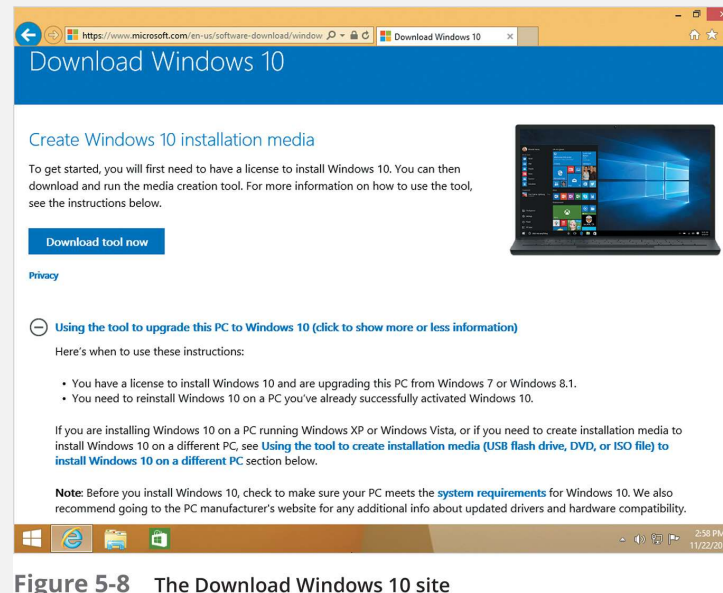 https://www.microsoft.com/en-us/software-download/window
Download Windows 10
Download Windows 10
Create Windows 10 installation media
To get started, you will first need to have a license to install Windows 10. You can then
download and run the media creation tool. For more information on how to use the tool,
see the instructions below.
Download tool now
Privacy
Using the tool to upgrade this PC to Windows 10 (click to show more or less information)
Here's when to use these instructions:
• You have a license to install Windows 10 and are upgrading this PC from Windows 7 or Windows 8.1.
• You need to reinstall Windows 10 on a PC you've already successfully activated Windows 10.
If you are installing Windows 10 on a PC running Windows XP or Windows Vista, or if you need to create installation media to
install Windows 10 on a different PC, see Using the tool to create installation media (USB flash drive, DVD, or ISO file) to
install Windows 10 on a different PC section below.
Note: Before you install Windows 10, check to make sure your PC meets the system requirements for Windows 10. We also
recommend going to the PC manufacturer's website for any additional info about updated drivers and hardware compatibility.
2:58 PM
11/22/20
Figure 5-8 The Download Windows 10 site